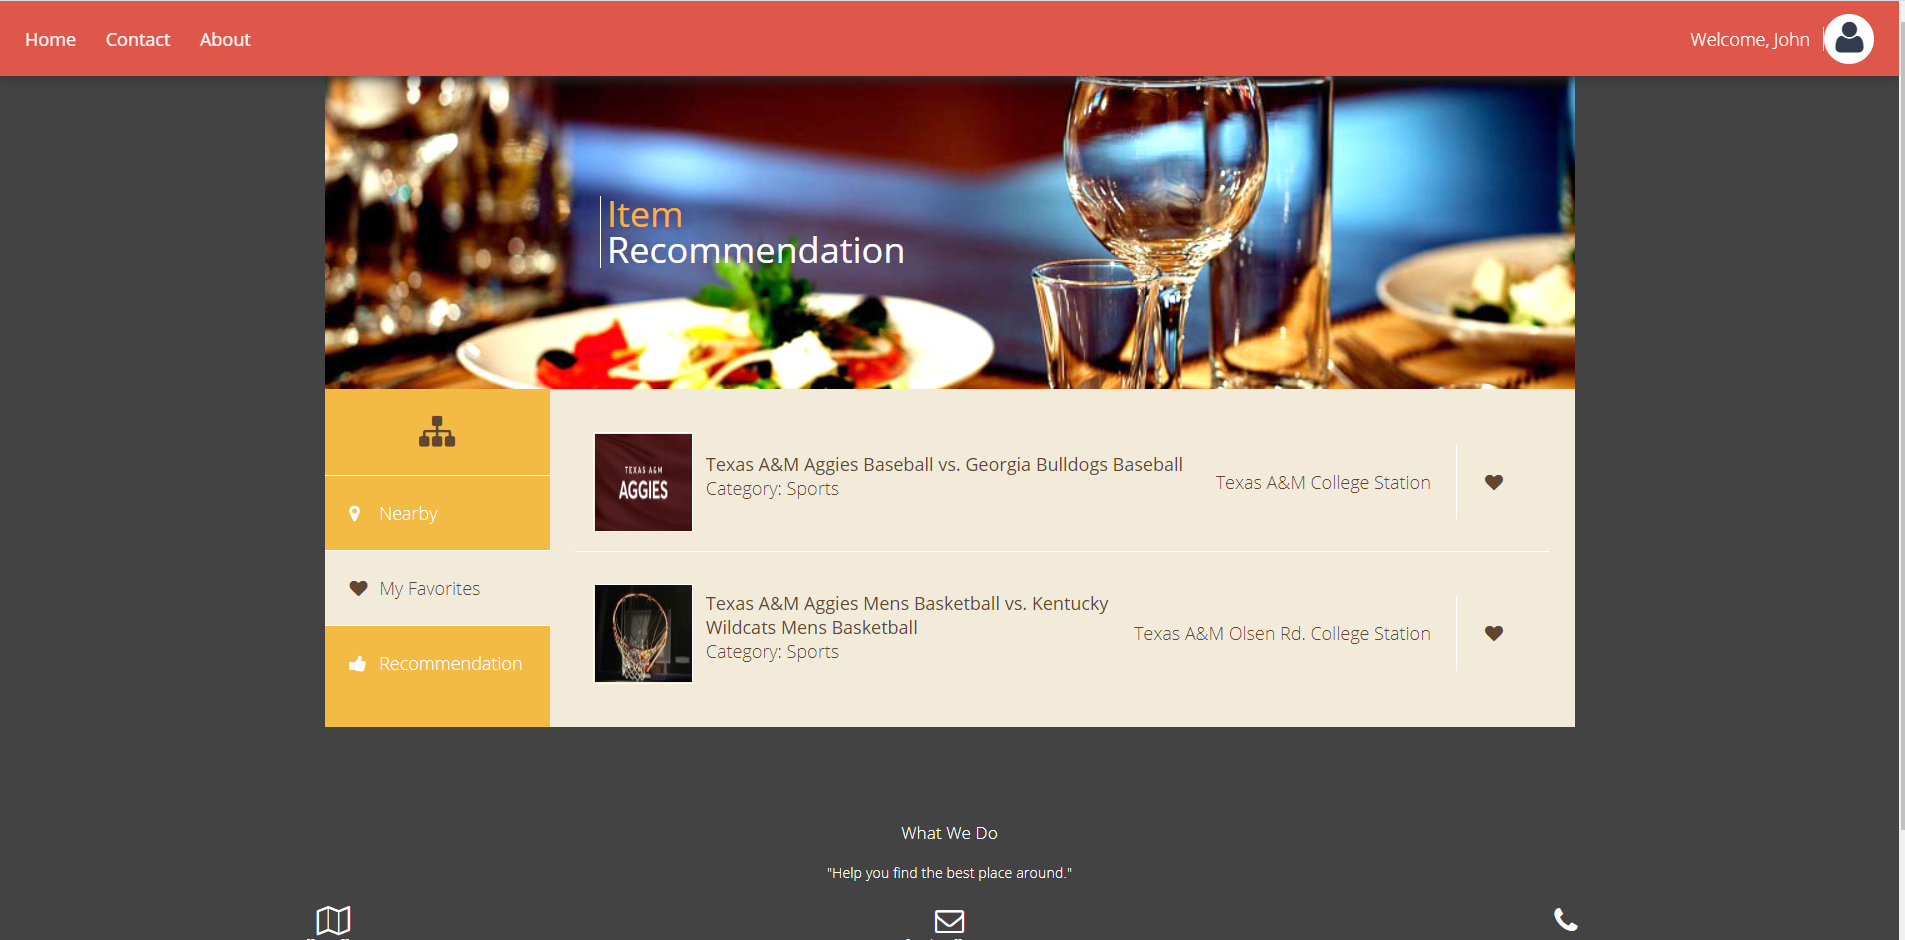 Home Contact About Welcome, John
Item
Recommendation
TEXAS A&M
AGGIES
Texas A&M Aggies Baseball vs. Georgia Bulldogs Baseball
Category: Sports
Texas A&M College Station
Nearby
My Favorites
Texas A&M Aggies Mens Basketball vs. Kentucky
Wildcats Mens Basketball
Category: Sports
Texas A&M Olsen Rd. College Station
Recommendation
What We Do
"Help you find the best place around."